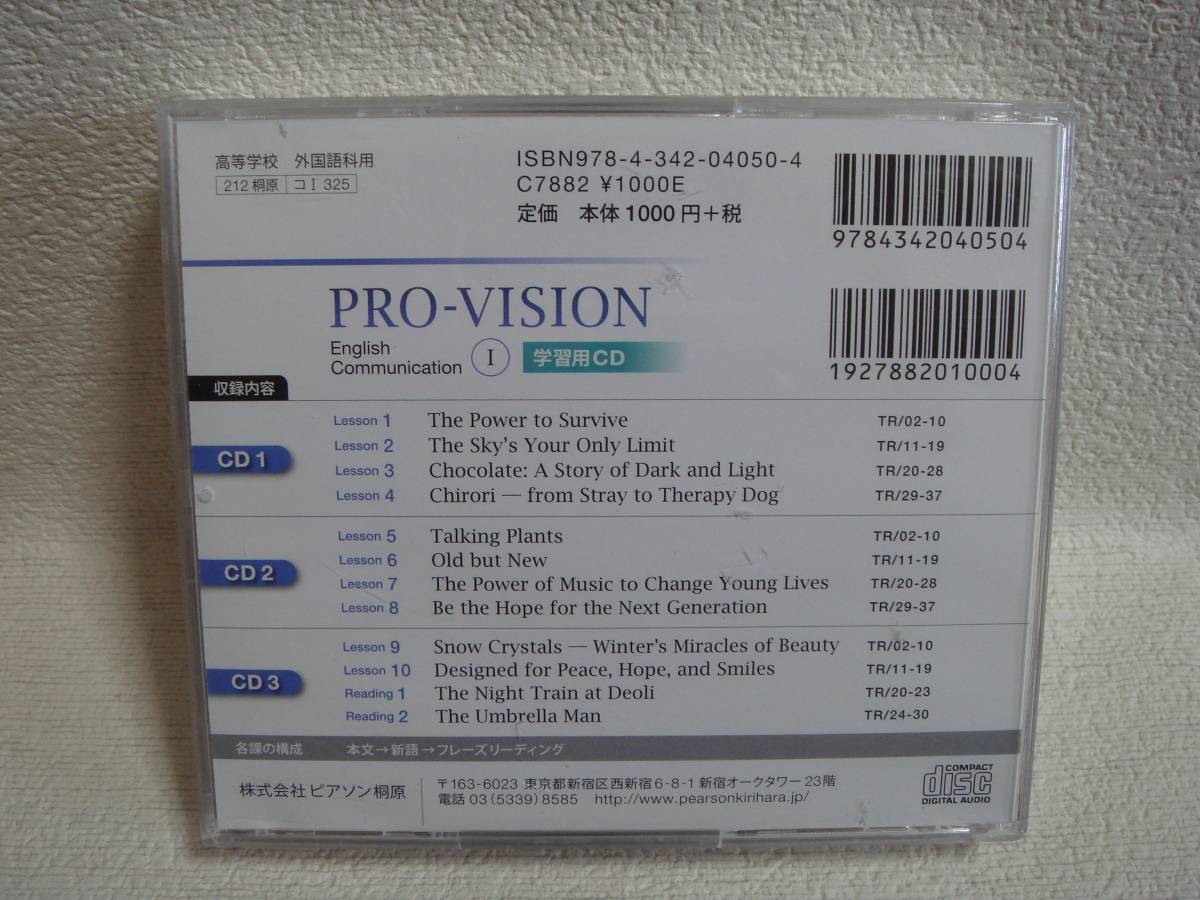 高等学校　外国語科用
212 桐原 コⅠ 325
ISBN978-4-342-04050-4
C7882 ¥1000E
定価　本体1000円+税
9784342040504
PRO-VISION
English
Communication Ⅰ 学習用CD
1927882010004
収録内容
CD 1
Lesson 1 The Power to Survive TR/02-10
Lesson 2 The Sky's Your Only Limit TR/11-19
Lesson 3 Chocolate: A Story of Dark and Light TR/20-28
Lesson 4 Chirori — from Stray to Therapy Dog TR/29-37
CD 2
Lesson 5 Talking Plants TR/02-10
Lesson 6 Old but New TR/11-19
Lesson 7 The Power of Music to Change Young Lives TR/20-28
Lesson 8 Be the Hope for the Next Generation TR/29-37
CD 3
Lesson 9 Snow Crystals — Winter's Miracles of Beauty TR/02-10
Lesson 10 Designed for Peace, Hope, and Smiles TR/11-19
Reading 1 The Night Train at Deoli TR/20-23
Reading 2 The Umbrella Man TR/24-30
各課の構成　本文→新語→フレーズリーディング
株式会社 ピアソン桐原
〒163-6023 東京都新宿区西新宿6-8-1 新宿オークタワー23階
電話 03 (5339) 8585　http://www.pearsonkirihara.jp/
COMPACT
disc
DIGITAL AUDIO